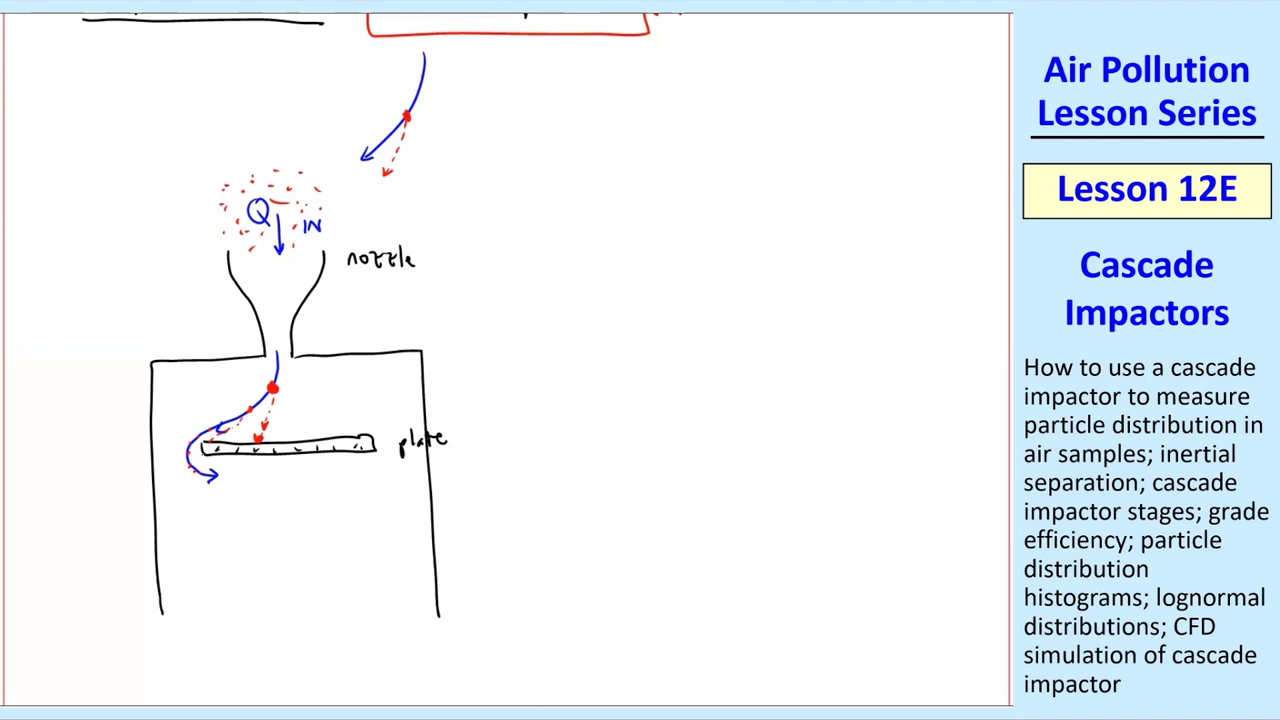 Q
IN
nozzle
plate
Air Pollution
Lesson Series
Lesson 12E
Cascade
Impactors
How to use a cascade
impactor to measure
particle distribution in
air samples; inertial
separation; cascade
impactor stages; grade
efficiency; particle
distribution
histograms; lognormal
distributions; CFD
simulation of cascade
impactor